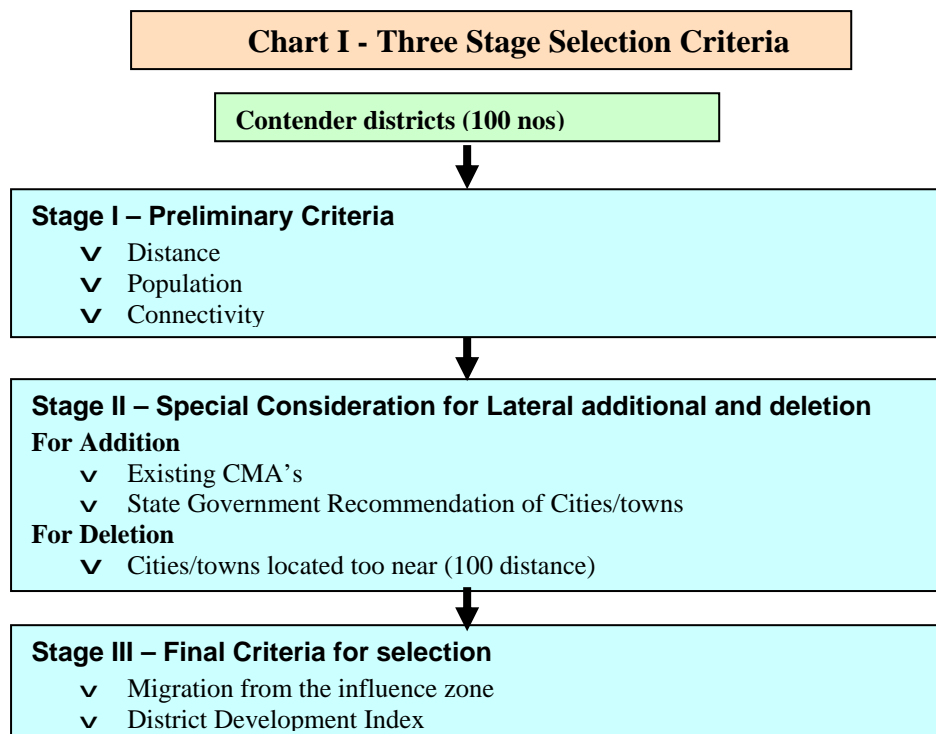 Chart I - Three Stage Selection Criteria
Contender districts (100 nos)
Stage I – Preliminary Criteria
Distance
Population
Connectivity
Stage II – Special Consideration for Lateral additional and deletion
For Addition
Existing CMA's
State Government Recommendation of Cities/towns
For Deletion
Cities/towns located too near (100 distance)
Stage III – Final Criteria for selection
Migration from the influence zone
District Development Index